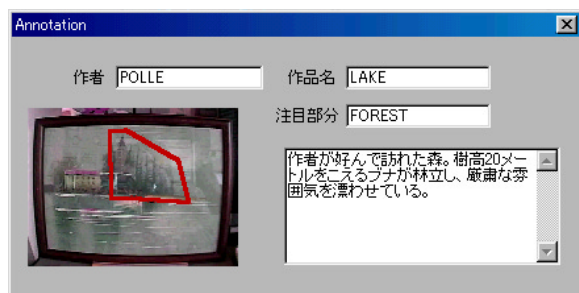 Annotation
作者 POLLE 作品名 LAKE
注目部分 FOREST
作者が好んで訪れた森。樹高20メー
トルをこえるブナが林立し、厳粛な雰
囲気を漂わせている。